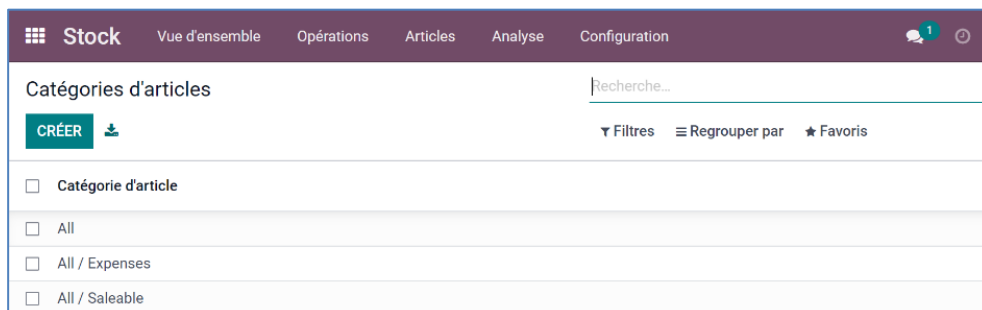 Stock Vue d'ensemble Opérations Articles Analyse Configuration 1
Catégories d'articles Recherche...
CRÉER Filtres Regrouper par Favoris
Catégorie d'article
All
All / Expenses
All / Saleable